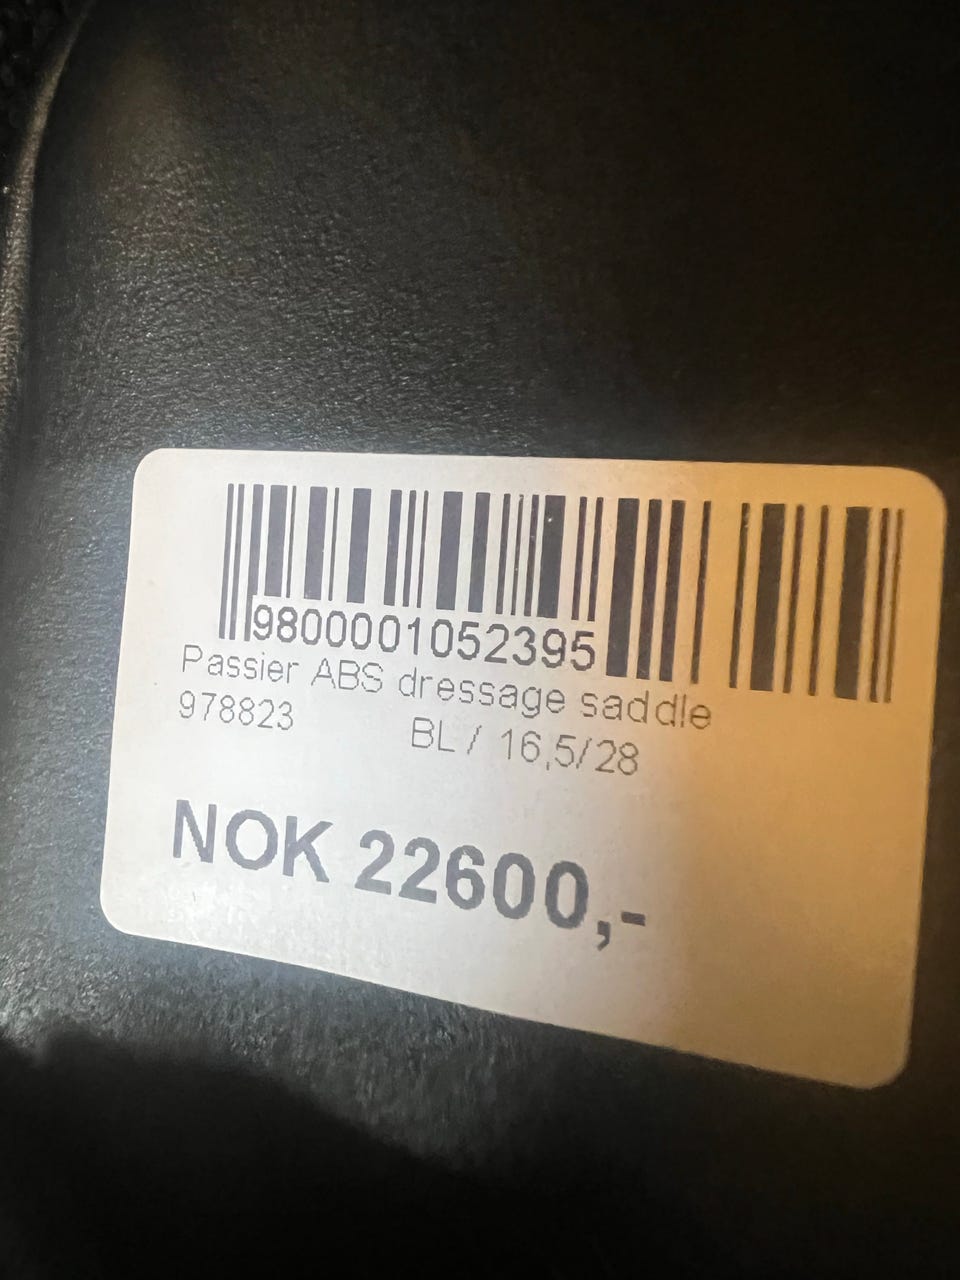 9800001052395
Passier ABS dressage saddle
978823 BL / 16,5/28
NOK 22600,-